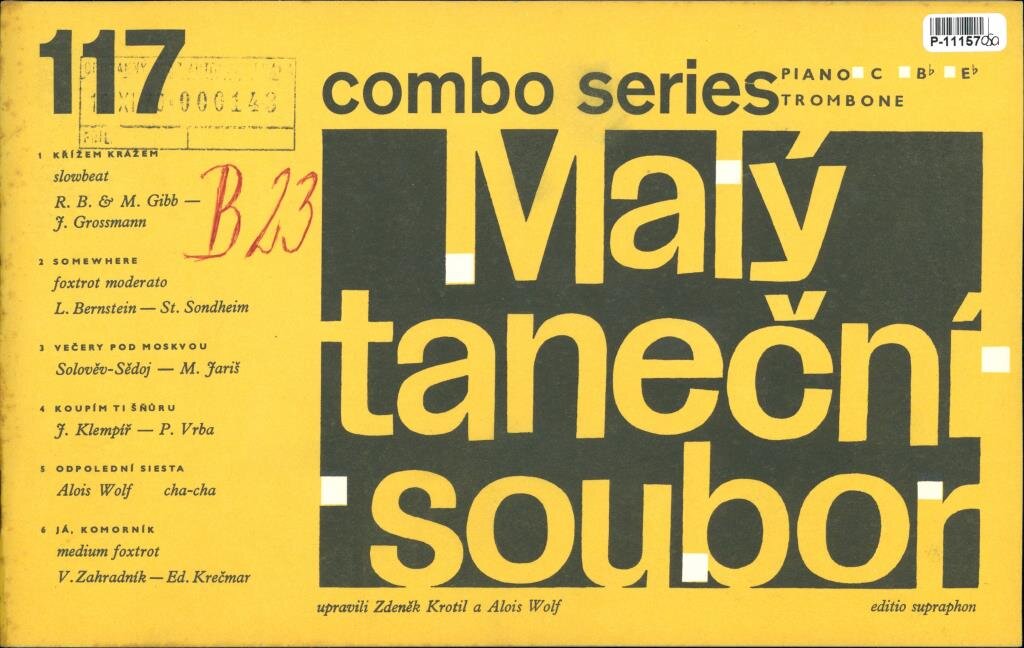 117
000143
P-11157
combo series
PIANO C B♭ E♭
TROMBONE
Malý
taneční
soubor
1 KŘÍŽEM KRÁŽEM
slowbeat
R. B. & M. Gibb —
J. Grossmann
B 23
2 SOMEWHERE
foxtrot moderato
L. Bernstein — St. Sondheim
3 VEČERY POD MOSKVOU
Solověv-Sědoj — M. Jariš
4 KOUPÍM TI ŠŇŮRU
J. Klempíř — P. Vrba
5 ODPOLEDNÍ SIESTA
Alois Wolf cha-cha
6 JÁ, KOMORNÍK
medium foxtrot
V. Zahradník — Ed. Krečmar
upravili Zdeněk Krotil a Alois Wolf
editio supraphon